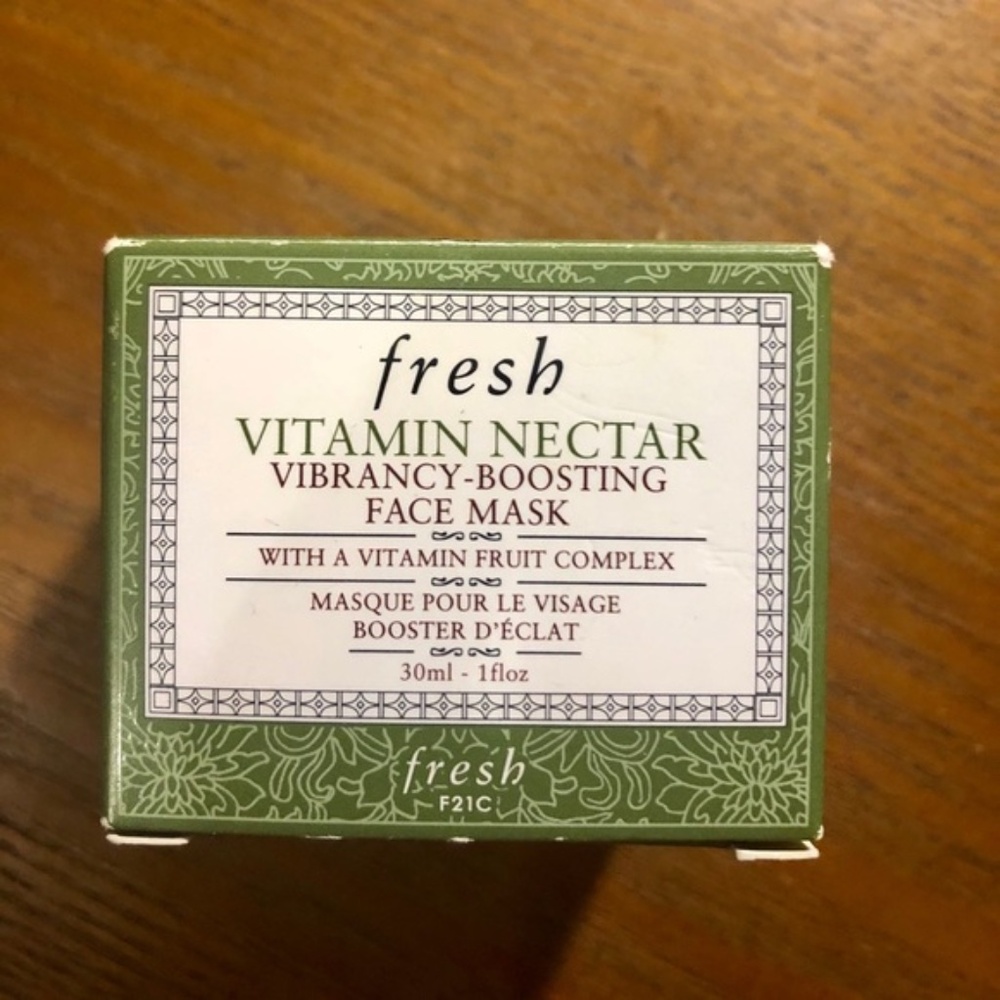 fresh
VITAMIN NECTAR
VIBRANCY-BOOSTING
FACE MASK
WITH A VITAMIN FRUIT COMPLEX
MASQUE POUR LE VISAGE
BOOSTER D'ÉCLAT
30ml - 1floz
fresh
F21C